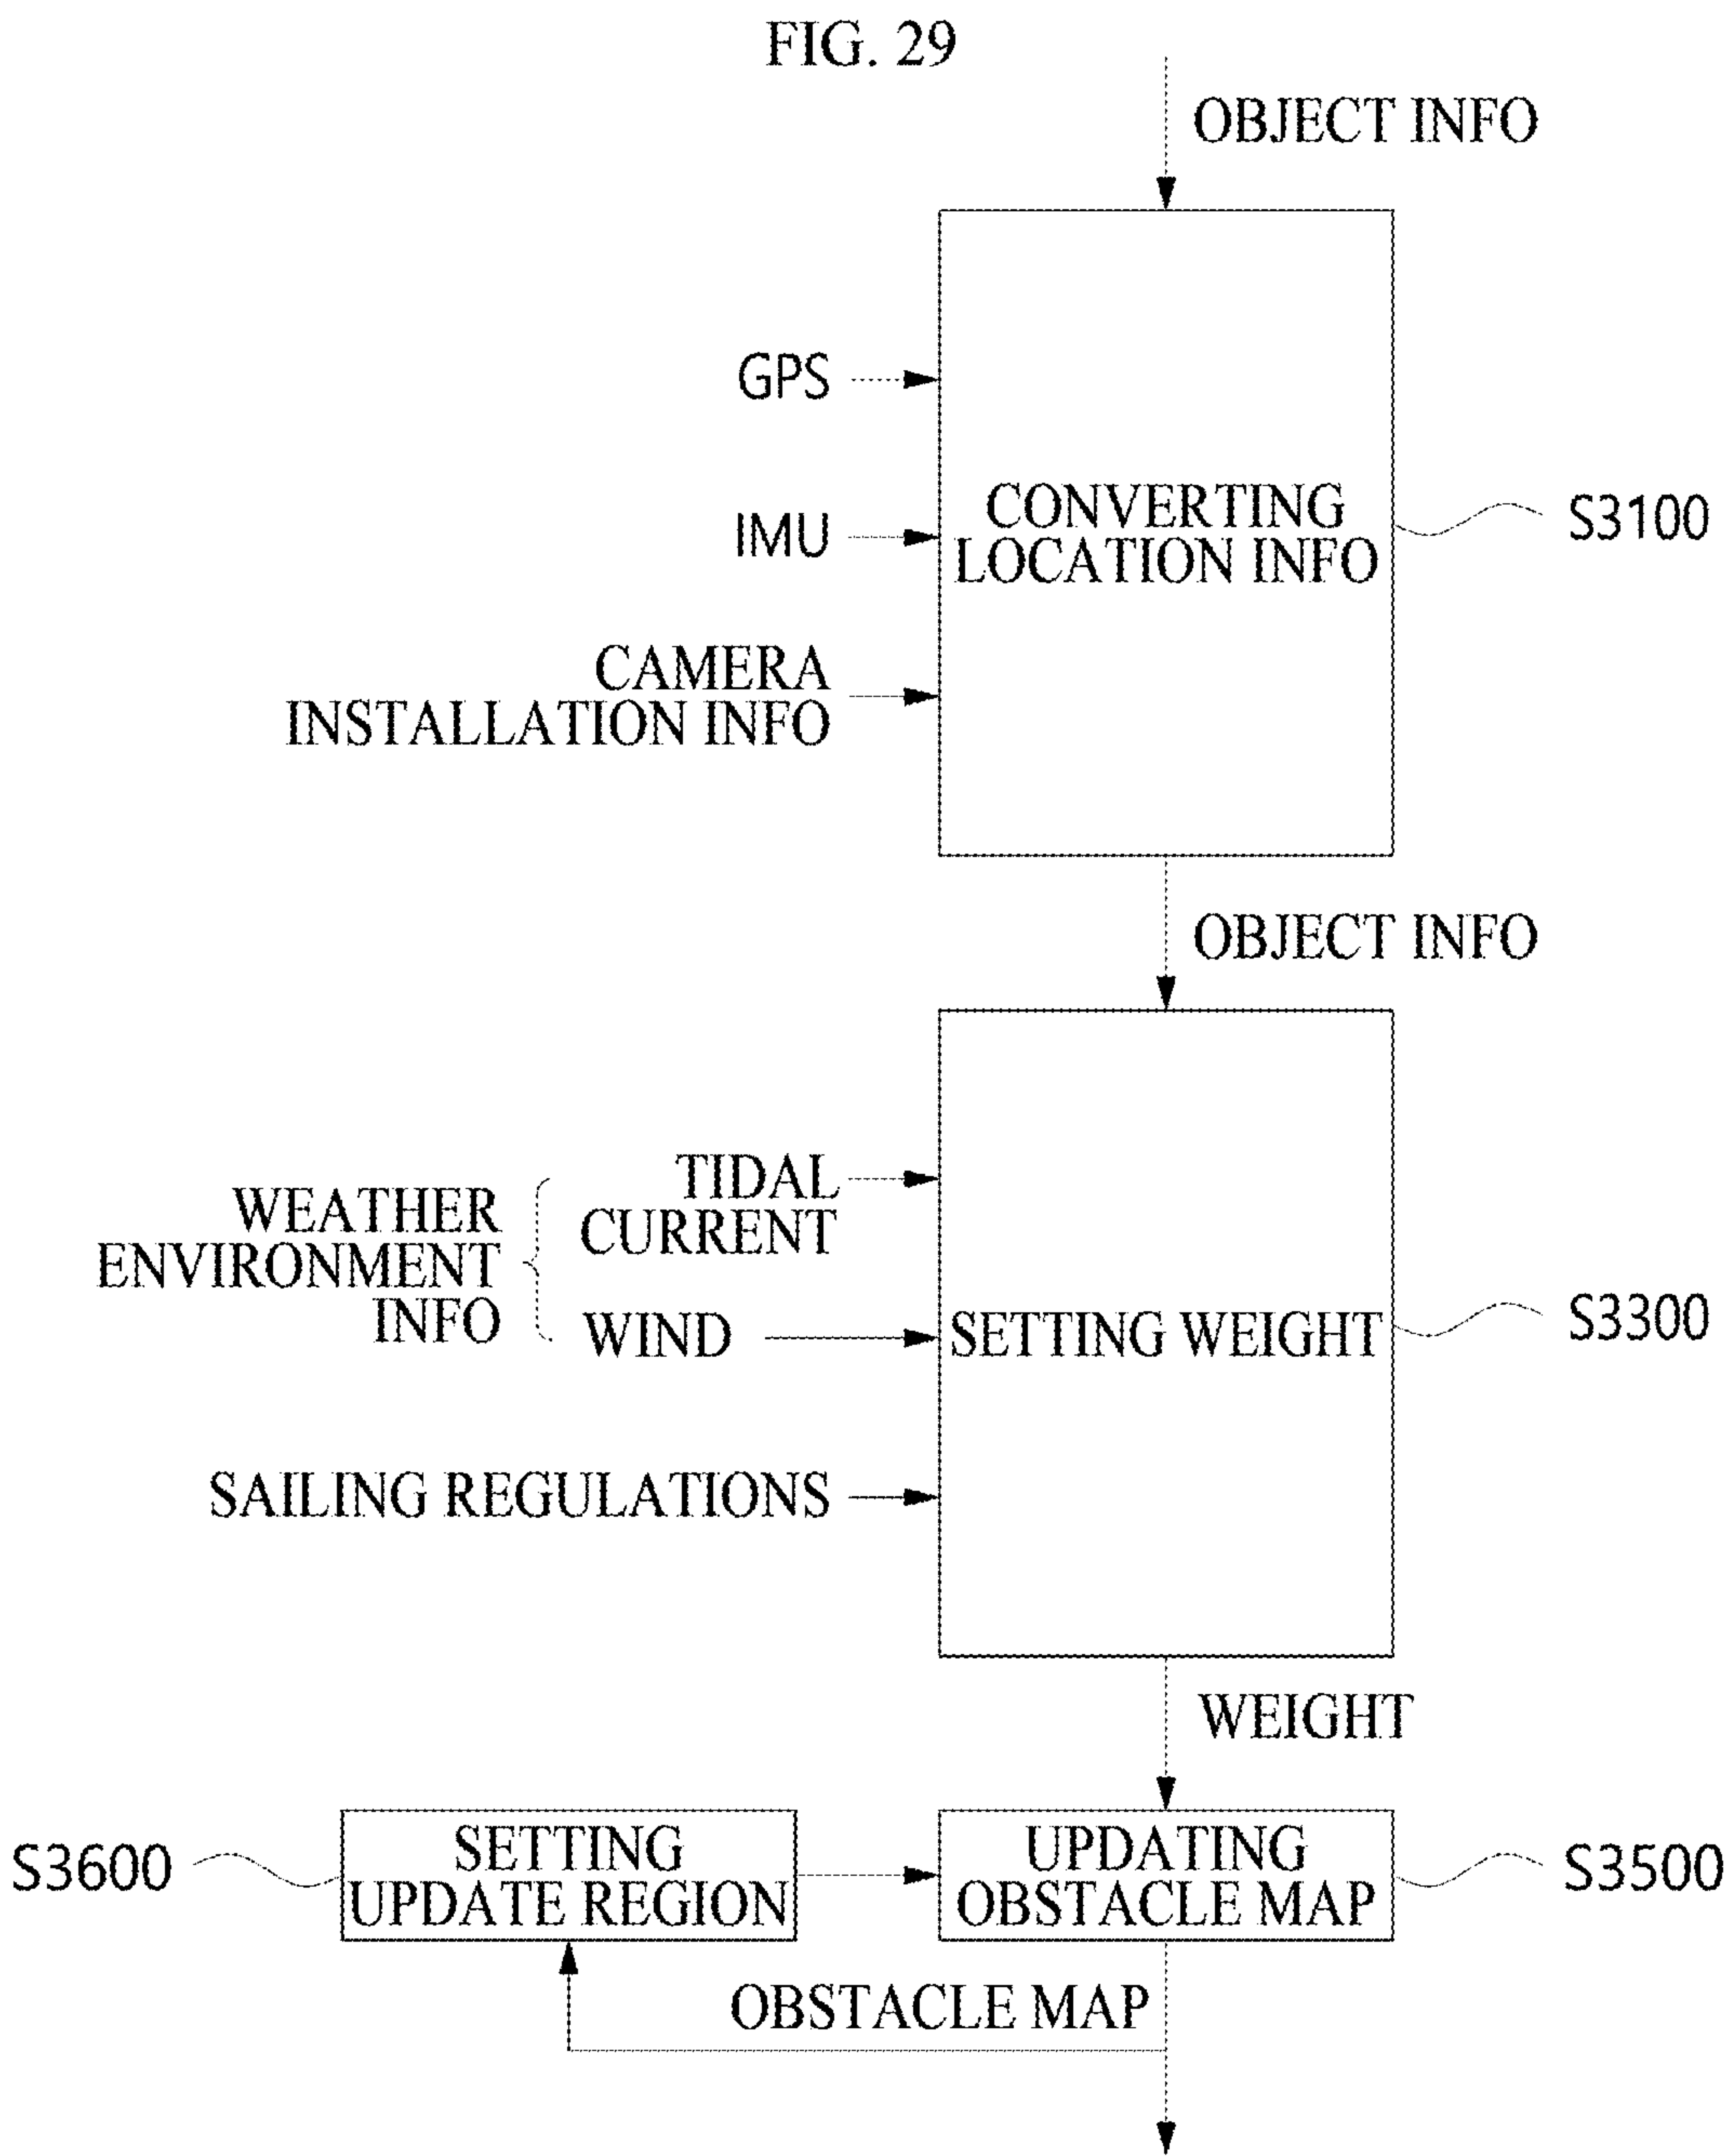 FIG. 29
OBJECT INFO
GPS
IMU
CAMERA
INSTALLATION INFO
CONVERTING
LOCATION INFO
S3100
OBJECT INFO
WEATHER
ENVIRONMENT
INFO
TIDAL
CURRENT
WIND
SAILING REGULATIONS
SETTING WEIGHT
S3300
WEIGHT
S3600
SETTING
UPDATE REGION
UPDATING
OBSTACLE MAP
S3500
OBSTACLE MAP